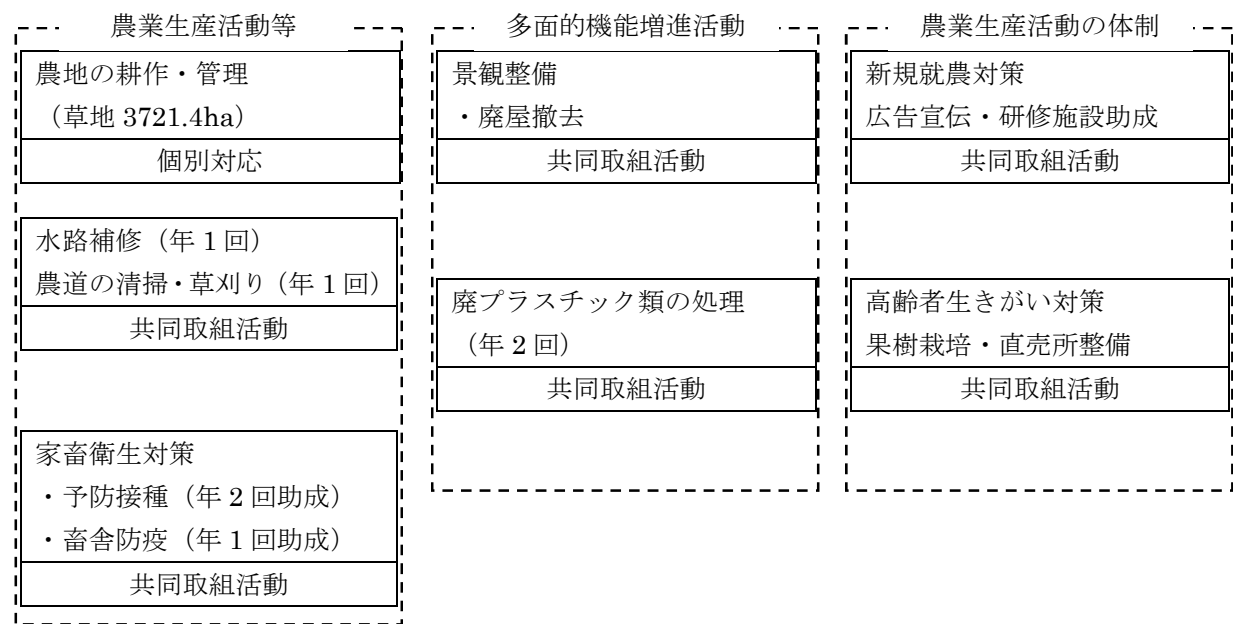 農業生産活動等
農地の耕作・管理
（草地 3721.4ha）
個別対応
水路補修（年 1 回）
農道の清掃・草刈り（年 1 回）
共同取組活動
家畜衛生対策
・予防接種（年 2 回助成）
・畜舎防疫（年 1 回助成）
共同取組活動
多面的機能増進活動
景観整備
・廃屋撤去
共同取組活動
廃プラスチック類の処理
（年 2 回）
共同取組活動
農業生産活動の体制
新規就農対策
広告宣伝・研修施設助成
共同取組活動
高齢者生きがい対策
果樹栽培・直売所整備
共同取組活動